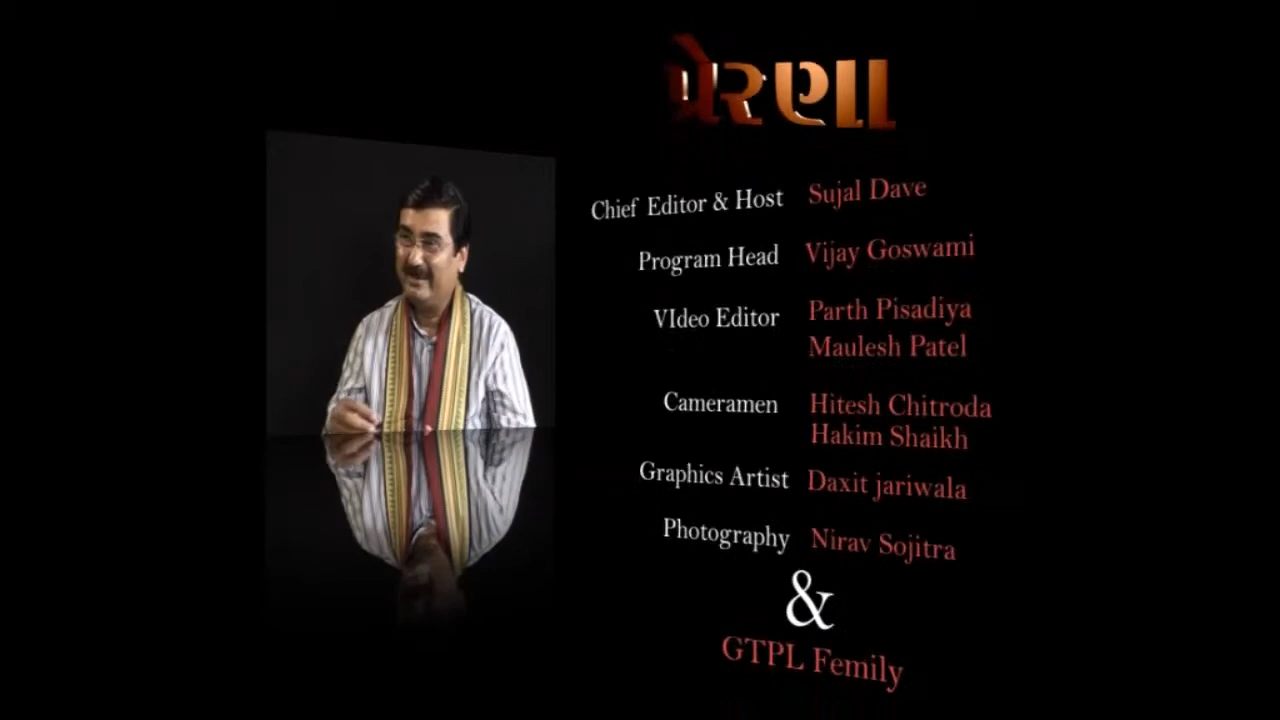 પ્રેરણા
Chief Editor & Host Sujal Dave
Program Head Vijay Goswami
VIdeo Editor Parth Pisadiya
Maulesh Patel
Cameramen Hitesh Chitroda
Hakim Shaikh
Graphics Artist Daxit jariwala
Photography Nirav Sojitra
&
GTPL Femily